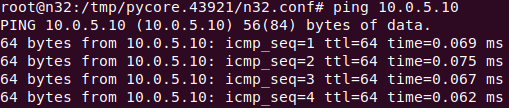 root@n32:/tmp/pycore.43921/n32.conf# ping 10.0.5.10
PING 10.0.5.10 (10.0.5.10) 56(84) bytes of data.
64 bytes from 10.0.5.10: icmp_seq=1 ttl=64 time=0.069 ms
64 bytes from 10.0.5.10: icmp_seq=2 ttl=64 time=0.075 ms
64 bytes from 10.0.5.10: icmp_seq=3 ttl=64 time=0.067 ms
64 bytes from 10.0.5.10: icmp_seq=4 ttl=64 time=0.062 ms